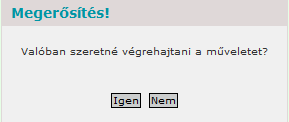 Megerősítés!
Valóban szeretné végrehajtani a műveletet?
Igen Nem